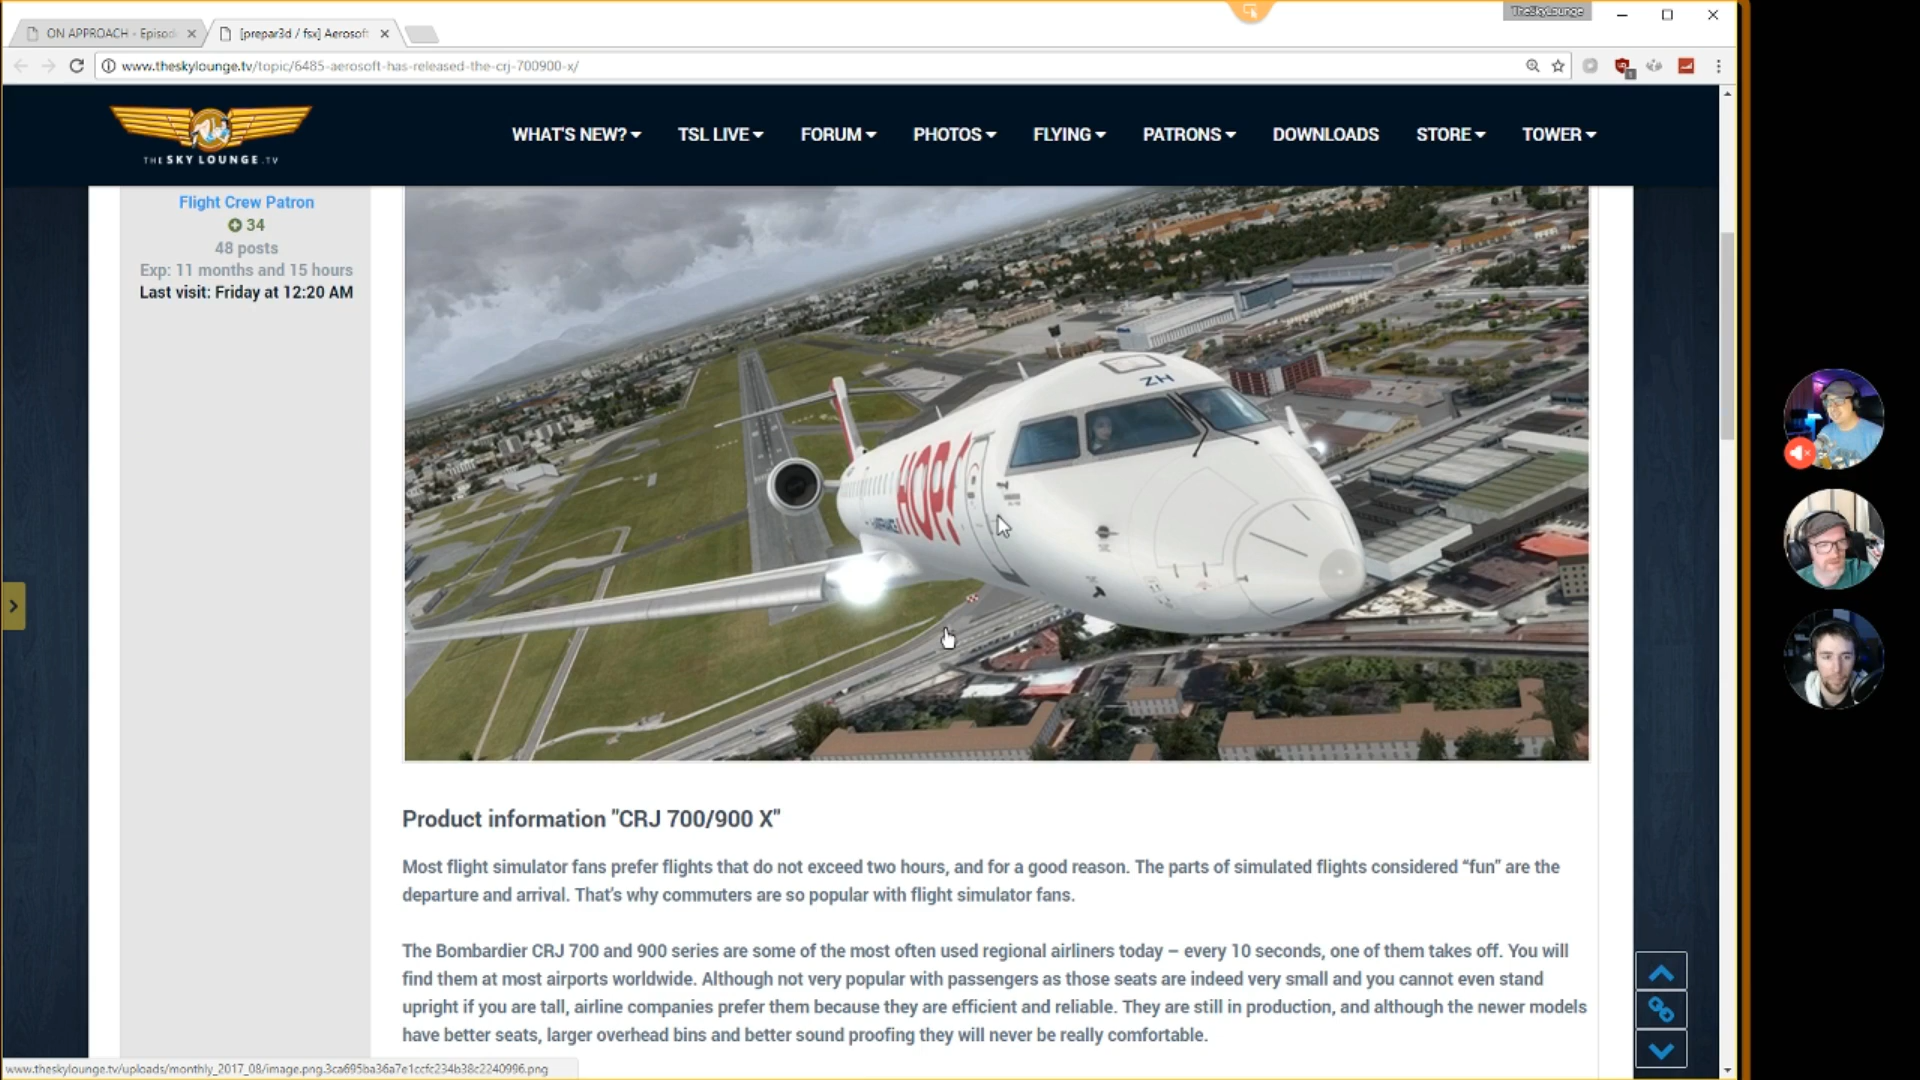 TheSkyLounge
ON APPROACH - Episod
[prepar3d / fsx] Aerosoft
www.theskylounge.tv/topic/6485-aerosoft-has-released-the-crj-700900-x/
THE SKY LOUNGE .TV
WHAT'S NEW?
TSL LIVE
FORUM
PHOTOS
FLYING
PATRONS
DOWNLOADS
STORE
TOWER
Flight Crew Patron
34
48 posts
Exp: 11 months and 15 hours
Last visit: Friday at 12:20 AM
ZH
HOP!
Product information "CRJ 700/900 X"
Most flight simulator fans prefer flights that do not exceed two hours, and for a good reason. The parts of simulated flights considered “fun” are the
departure and arrival. That's why commuters are so popular with flight simulator fans.
The Bombardier CRJ 700 and 900 series are some of the most often used regional airliners today – every 10 seconds, one of them takes off. You will
find them at most airports worldwide. Although not very popular with passengers as those seats are indeed very small and you cannot even stand
upright if you are tall, airline companies prefer them because they are efficient and reliable. They are still in production, and although the newer models
have better seats, larger overhead bins and better sound proofing they will never be really comfortable.
www.theskylounge.tv/uploads/monthly_2017_08/image.png.3ca695ba36a7e1ccfc234b38c2240996.png